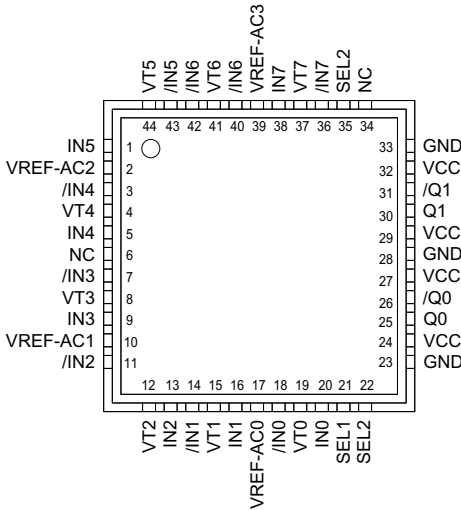 VT5
/IN5
/IN6
VT6
/IN6
VREF-AC3
IN7
VT7
/IN7
SEL2
NC
44 43 42 41 40 39 38 37 36 35 34
IN5 1 33 GND
VREF-AC2 2 32 VCC
/IN4 3 31 /Q1
VT4 4 30 Q1
IN4 5 29 VCC
NC 6 28 GND
/IN3 7 27 VCC
VT3 8 26 /Q0
IN3 9 25 Q0
VREF-AC1 10 24 VCC
/IN2 11 23 GND
12 13 14 15 16 17 18 19 20 21 22
VT2
IN2
/IN1
VT1
IN1
VREF-AC0
/IN0
VT0
IN0
SEL1
SEL2